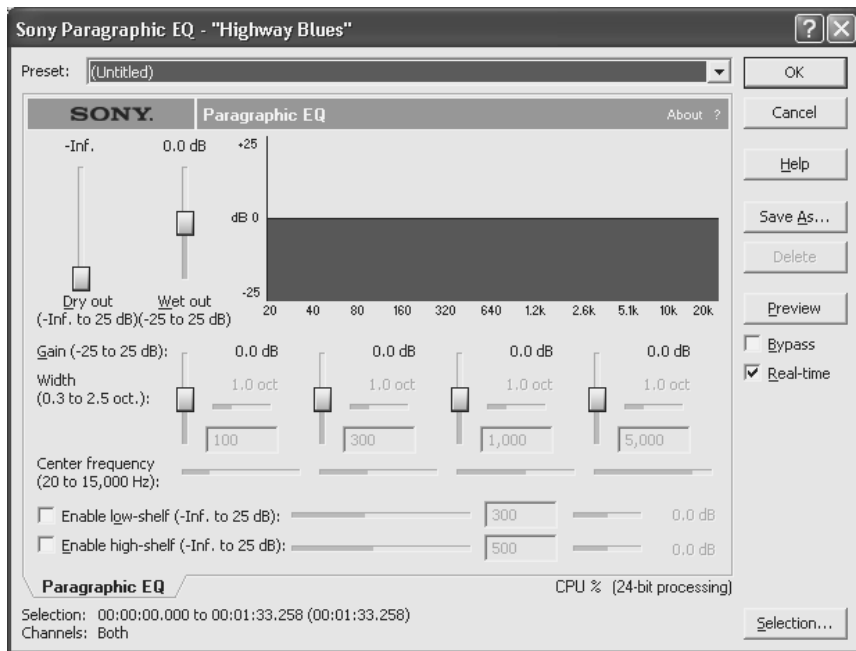 Sony Paragraphic EQ - "Highway Blues"
Preset: (Untitled)
OK
SONY. Paragraphic EQ About ?
Cancel
-Inf. 0.0 dB +25
Help
dB 0
Save As...
Delete
-25
Dry out Wet out
20 40 80 160 320 640 1.2k 2.6k 5.1k 10k 20k
(-Inf. to 25 dB)(-25 to 25 dB)
Preview
Gain (-25 to 25 dB): 0.0 dB 0.0 dB 0.0 dB 0.0 dB
Bypass
Width
(0.3 to 2.5 oct.): 1.0 oct 1.0 oct 1.0 oct 1.0 oct
Real-time
100 300 1,000 5,000
Center frequency
(20 to 15,000 Hz):
Enable low-shelf (-Inf. to 25 dB): 300 0.0 dB
Enable high-shelf (-Inf. to 25 dB): 500 0.0 dB
Paragraphic EQ
CPU % (24-bit processing)
Selection: 00:00:00.000 to 00:01:33.258 (00:01:33.258)
Channels: Both
Selection...